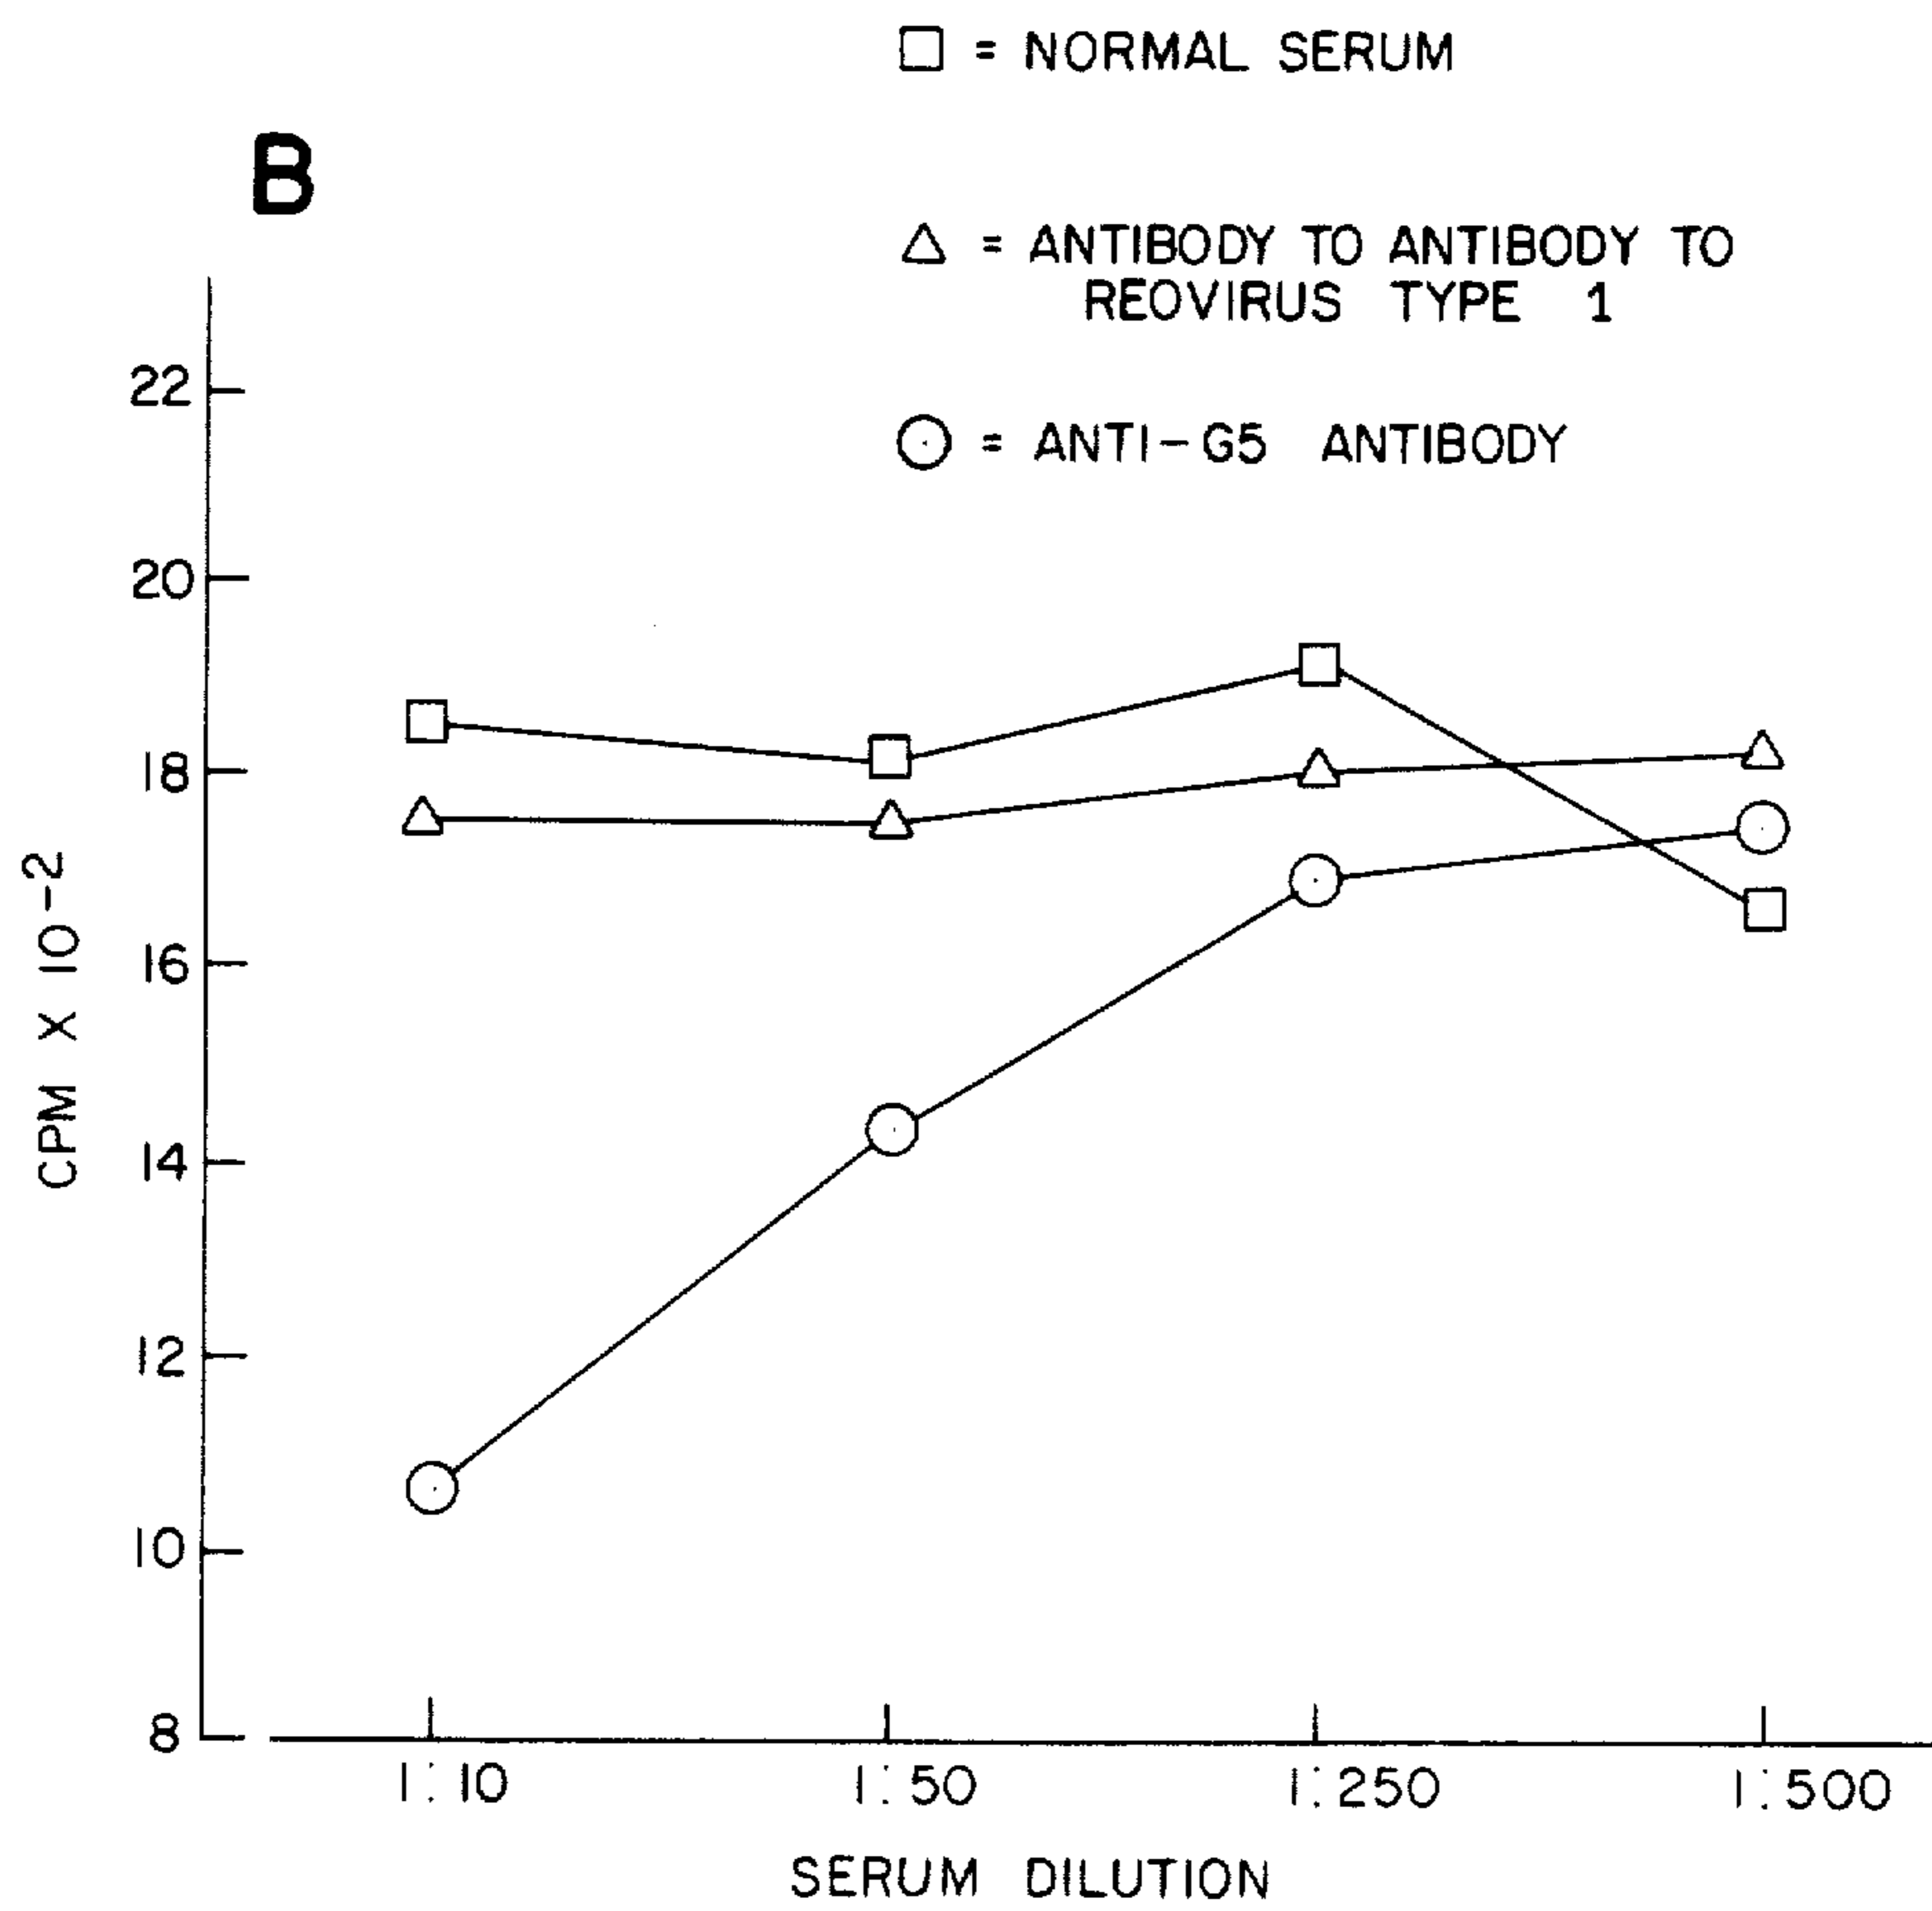 □ = NORMAL SERUM
B
△ = ANTIBODY TO ANTIBODY TO
REOVIRUS TYPE 1
○ = ANTI-G5 ANTIBODY
22
20
18
16
14
12
10
8
CPM X 10-2
1:10 1:50 1:250 1:500
SERUM DILUTION